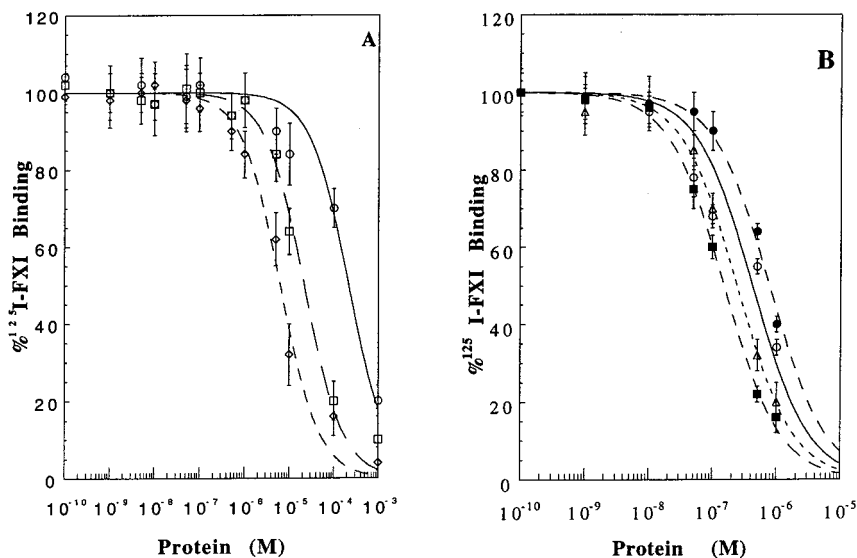 A
120
100
80
60
40
20
0
%¹²⁵I-FXI Binding
10⁻¹⁰ 10⁻⁹ 10⁻⁸ 10⁻⁷ 10⁻⁶ 10⁻⁵ 10⁻⁴ 10⁻³
Protein (M)
B
120
100
80
60
40
20
0
%¹²⁵ I-FXI Binding
10⁻¹⁰ 10⁻⁹ 10⁻⁸ 10⁻⁷ 10⁻⁶ 10⁻⁵
Protein (M)